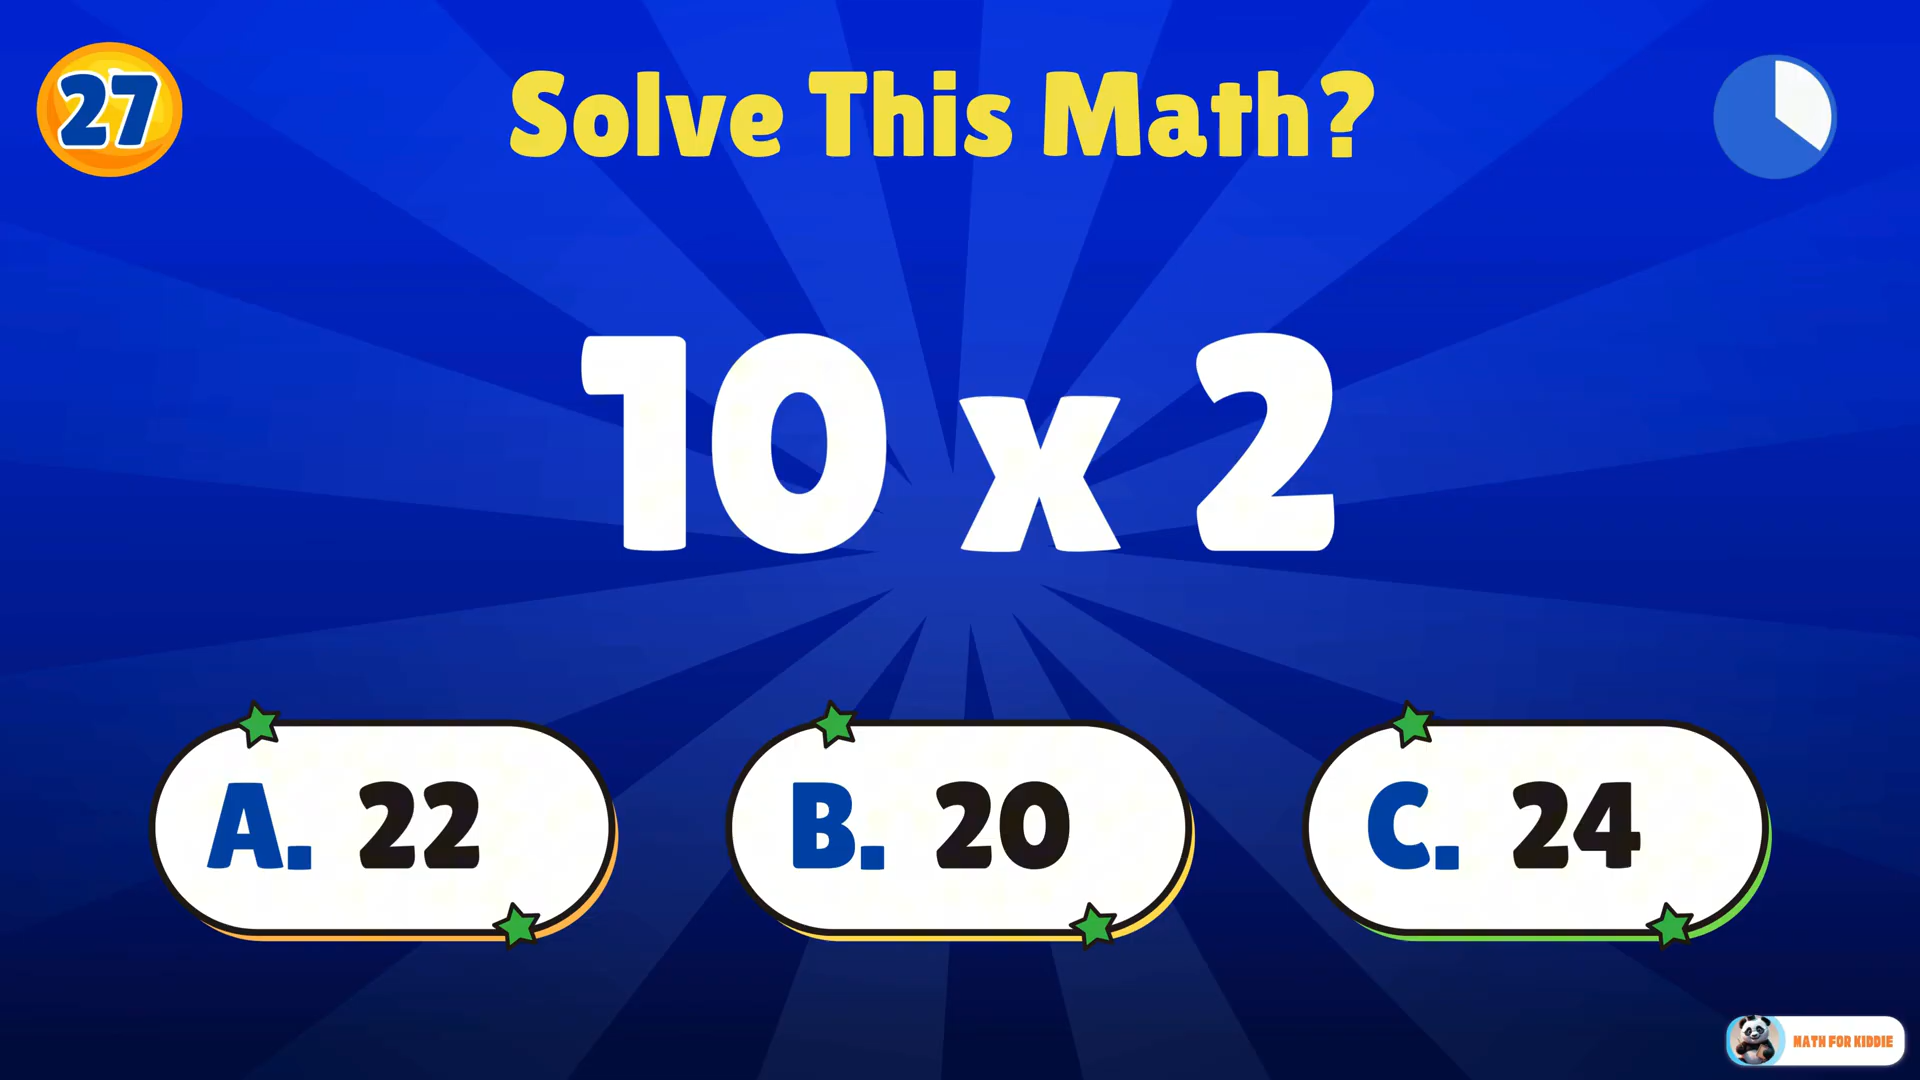 27
Solve This Math?
10 x 2
A. 22
B. 20
C. 24
MATH FOR KIDDIE